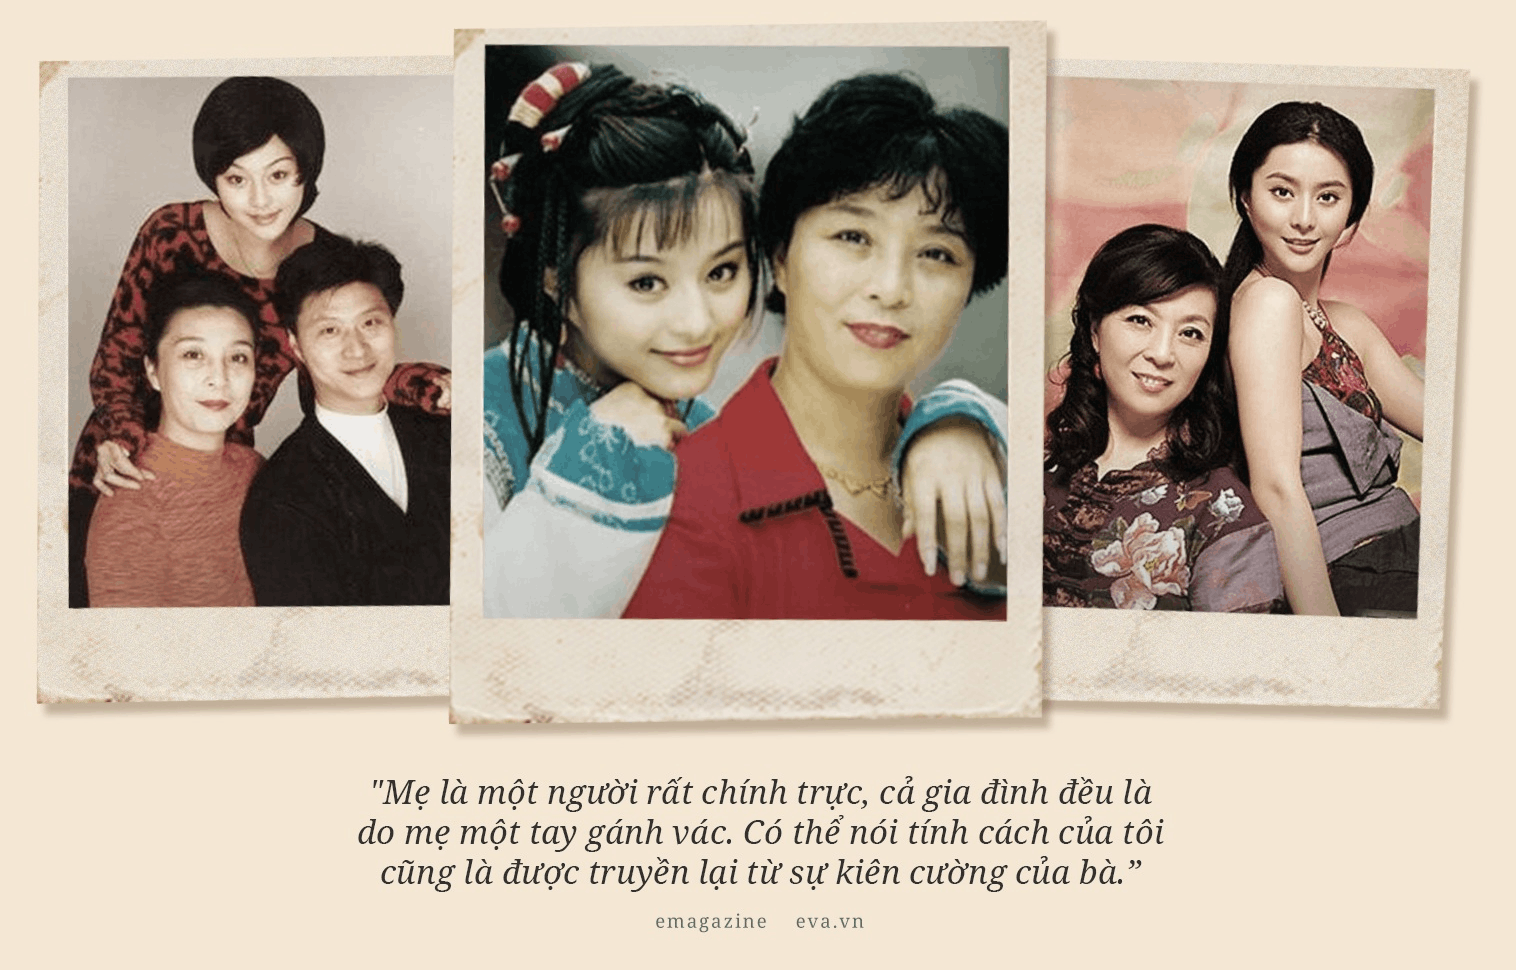 "Mẹ là một người rất chính trực, cả gia đình đều là
do mẹ một tay gánh vác. Có thể nói tính cách của tôi
cũng là được truyền lại từ sự kiên cường của bà.”
emagazine eva.vn